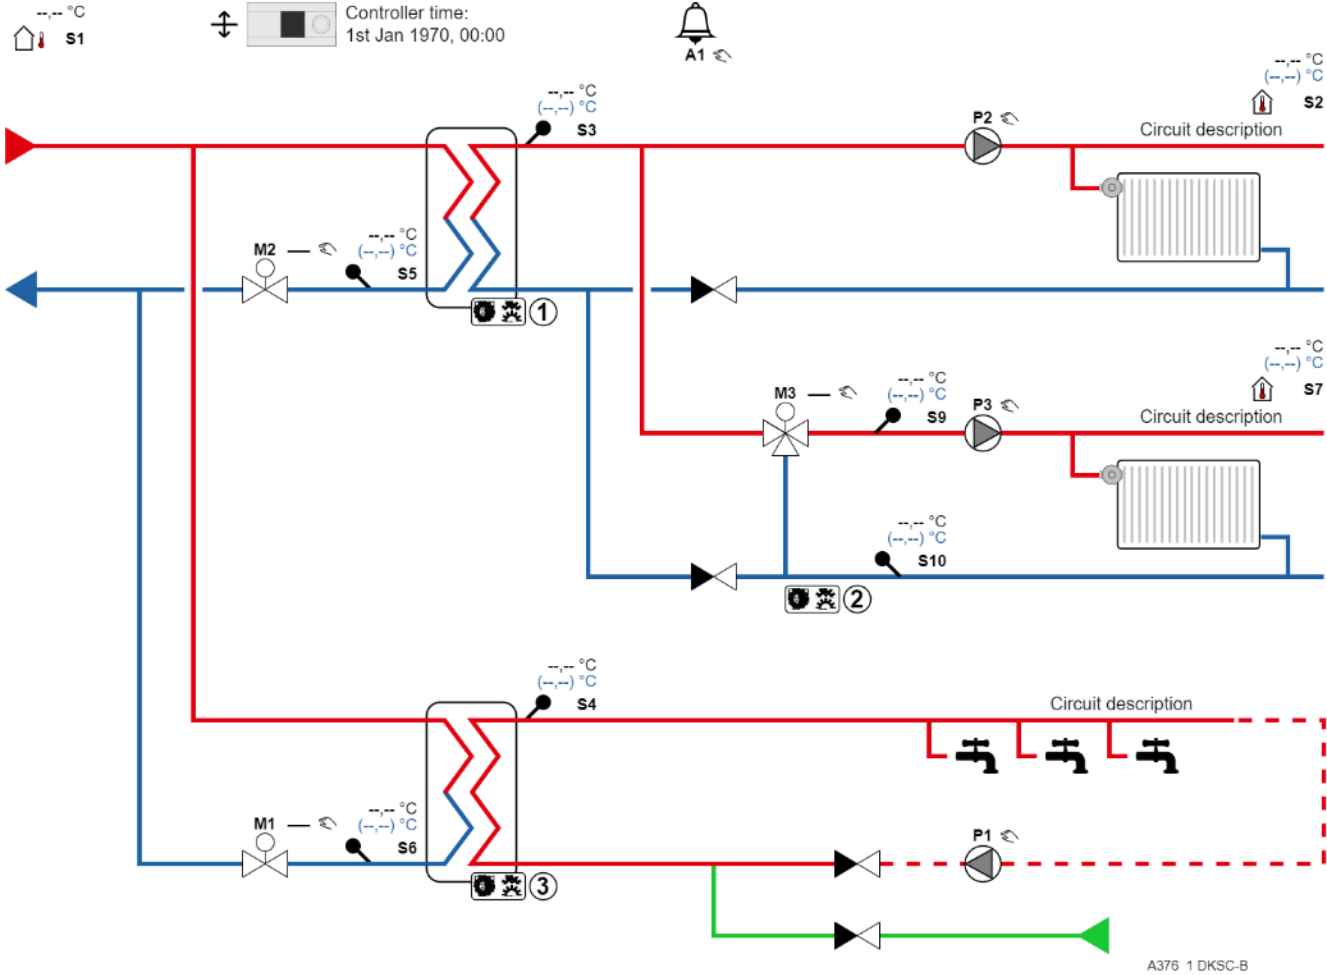 --,-- °C
S1
Controller time:
1st Jan 1970, 00:00
A1
--,-- °C
(--,--) °C
S2
--,-- °C
(--,--) °C
S3
P2
Circuit description
--,-- °C
(--,--) °C
S5
M2
1
--,-- °C
(--,--) °C
S7
M3
--,-- °C
(--,--) °C
S9
P3
Circuit description
--,-- °C
(--,--) °C
S10
2
--,-- °C
(--,--) °C
S4
Circuit description
M1
--,-- °C
(--,--) °C
S6
P1
3
A376 1 DKSC-B